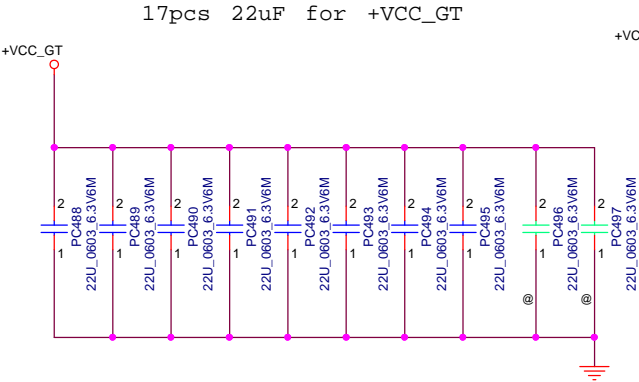 17pcs 22uF for +VCC_GT
+VCC_GT
+VC
2
1
PC488
22U_0603_6.3V6M
2
1
PC489
22U_0603_6.3V6M
2
1
PC490
22U_0603_6.3V6M
2
1
PC491
22U_0603_6.3V6M
2
1
PC492
22U_0603_6.3V6M
2
1
PC493
22U_0603_6.3V6M
2
1
PC494
22U_0603_6.3V6M
2
1
PC495
22U_0603_6.3V6M
2
1
@
PC496
22U_0603_6.3V6M
2
1
@
PC497
22U_0603_6.3V6M